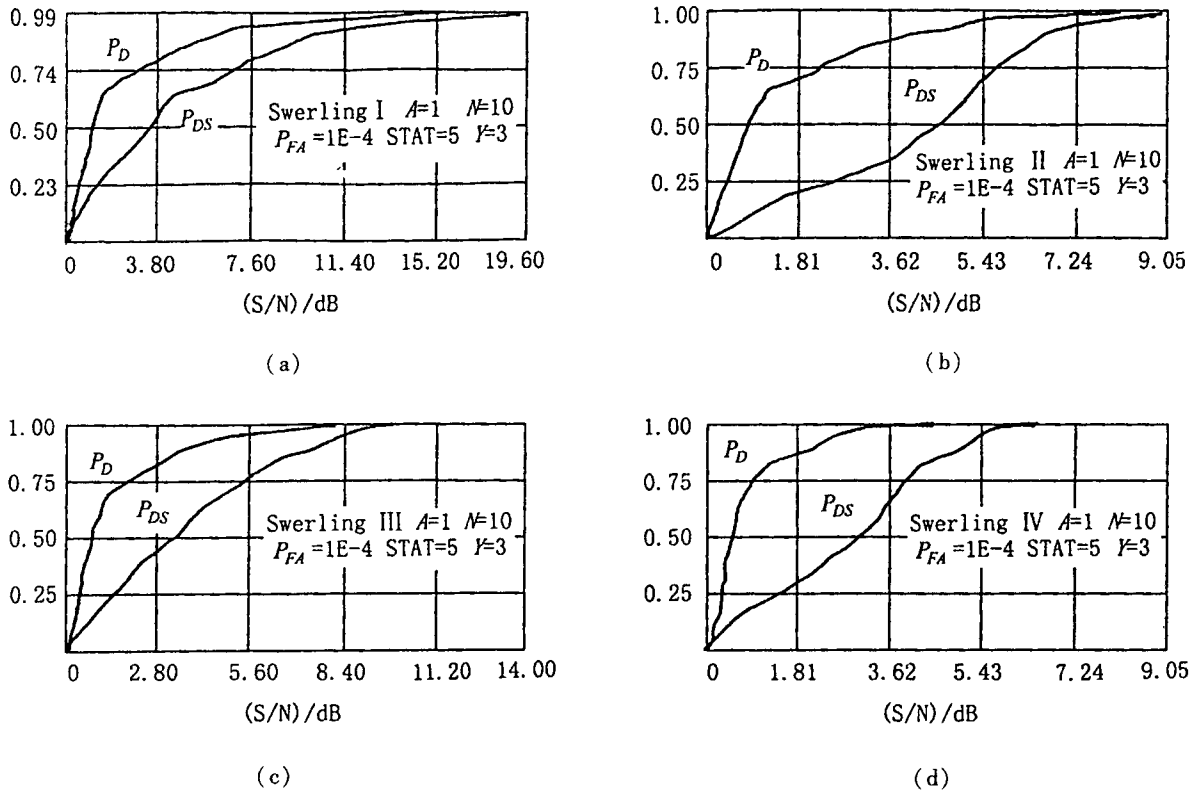 0.99
0.74
0.50
0.23
P_D
P_DS
Swerling I A=1 N=10
P_FA=1E-4 STAT=5 Y=3
0 3.80 7.60 11.40 15.20 19.60
(S/N)/dB
(a)
1.00
0.75
0.50
0.25
P_D
P_DS
Swerling II A=1 N=10
P_FA=1E-4 STAT=5 Y=3
0 1.81 3.62 5.43 7.24 9.05
(S/N)/dB
(b)
1.00
0.75
0.50
0.25
P_D
P_DS
Swerling III A=1 N=10
P_FA=1E-4 STAT=5 Y=3
0 2.80 5.60 8.40 11.20 14.00
(S/N)/dB
(c)
1.00
0.75
0.50
0.25
P_D
P_DS
Swerling IV A=1 N=10
P_FA=1E-4 STAT=5 Y=3
0 1.81 3.62 5.43 7.24 9.05
(S/N)/dB
(d)